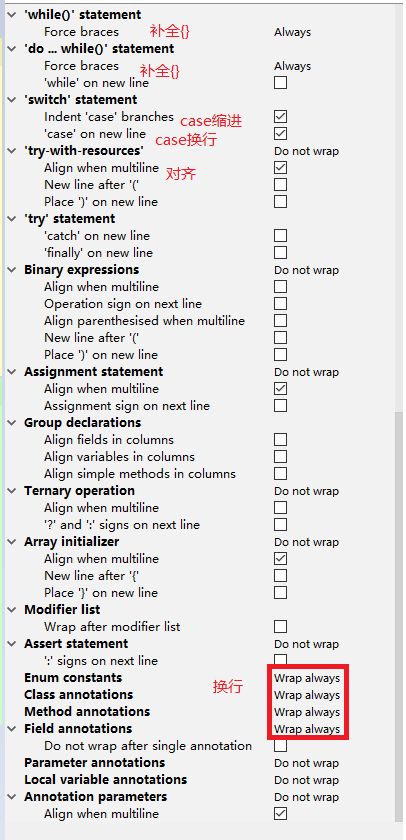 'while()' statement
Force braces 补全{} Always
'do ... while()' statement
Force braces 补全{} Always
'while' on new line
'switch' statement
Indent 'case' branches case缩进
'case' on new line case换行
'try-with-resources' Do not wrap
Align when multiline 对齐
New line after '('
Place ')' on new line
'try' statement
'catch' on new line
'finally' on new line
Binary expressions Do not wrap
Align when multiline
Operation sign on next line
Align parenthesised when multiline
New line after '('
Place ')' on new line
Assignment statement Do not wrap
Align when multiline
Assignment sign on next line
Group declarations
Align fields in columns
Align variables in columns
Align simple methods in columns
Ternary operation Do not wrap
Align when multiline
'?' and ':' signs on next line
Array initializer Do not wrap
Align when multiline
New line after '{'
Place '}' on new line
Modifier list
Wrap after modifier list
Assert statement Do not wrap
':' signs on next line
Enum constants Wrap always
Class annotations 换行 Wrap always
Method annotations Wrap always
Field annotations Wrap always
Do not wrap after single annotation
Parameter annotations Do not wrap
Local variable annotations Do not wrap
Annotation parameters Do not wrap
Align when multiline